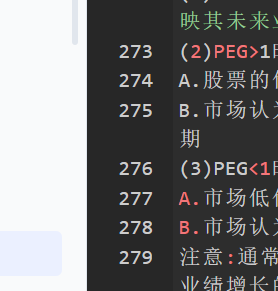 映其未来
273 (2)PEG>1
274 A.股票的
275 B.市场认
期
276 (3)PEG<1
277 A.市场低
278 B.市场认
279 注意:通常
业绩增长